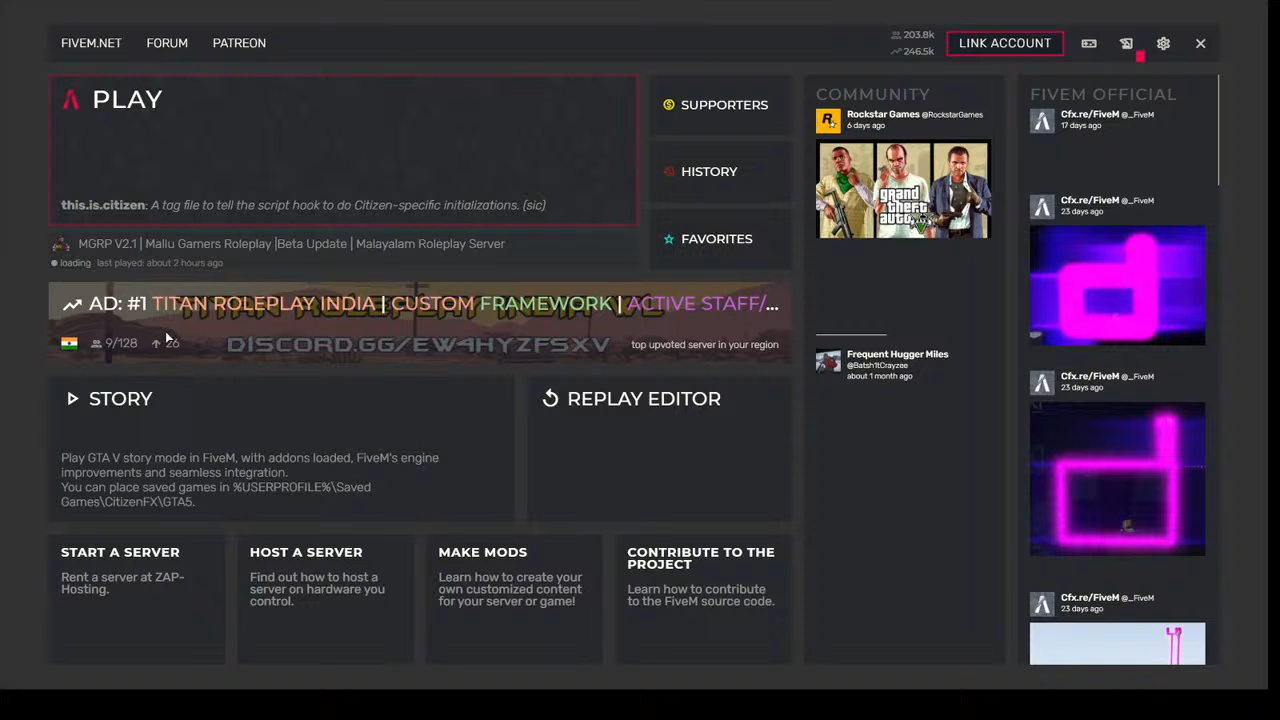 FIVEM.NET
FORUM
PATREON
203.8k
246.5k
LINK ACCOUNT
PLAY
this.is.citizen: A tag file to tell the script hook to do Citizen-specific initializations. (sic)
MGRP V2.1 | Mallu Gamers Roleplay |Beta Update | Malayalam Roleplay Server
loading last played: about 2 hours ago
SUPPORTERS
HISTORY
FAVORITES
AD: #1 TITAN ROLEPLAY INDIA | CUSTOM FRAMEWORK | ACTIVE STAFF/...
TITAN ROLEPLAY INDIA V2
9/128
26
DISCORD.GG/EW4HYZFSXV
top upvoted server in your region
STORY
Play GTA V story mode in FiveM, with addons loaded, FiveM's engine
improvements and seamless integration.
You can place saved games in %USERPROFILE%\Saved
Games\CitizenFX\GTA5.
REPLAY EDITOR
START A SERVER
Rent a server at ZAP-
Hosting.
HOST A SERVER
Find out how to host a
server on hardware you
control.
MAKE MODS
Learn how to create your
own customized content
for your server or game!
CONTRIBUTE TO THE
PROJECT
Learn how to contribute
to the FiveM source code.
COMMUNITY
Rockstar Games @RockstarGames
6 days ago
grand
theft
auto
V
Frequent Hugger Miles
@Batsh1tCrayzee
about 1 month ago
FIVEM OFFICIAL
Cfx.re/FiveM @_FiveM
17 days ago
Cfx.re/FiveM @_FiveM
23 days ago
Cfx.re/FiveM @_FiveM
23 days ago
Cfx.re/FiveM @_FiveM
23 days ago